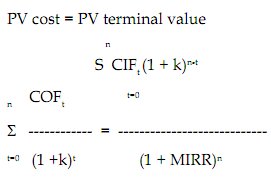 PV cost = PV terminal value
n
S CIFt(1 + k)n-t
n COFt t=0
Σ ------------ = ----------------------------
t=0 (1 +k)t (1 + MIRR)n